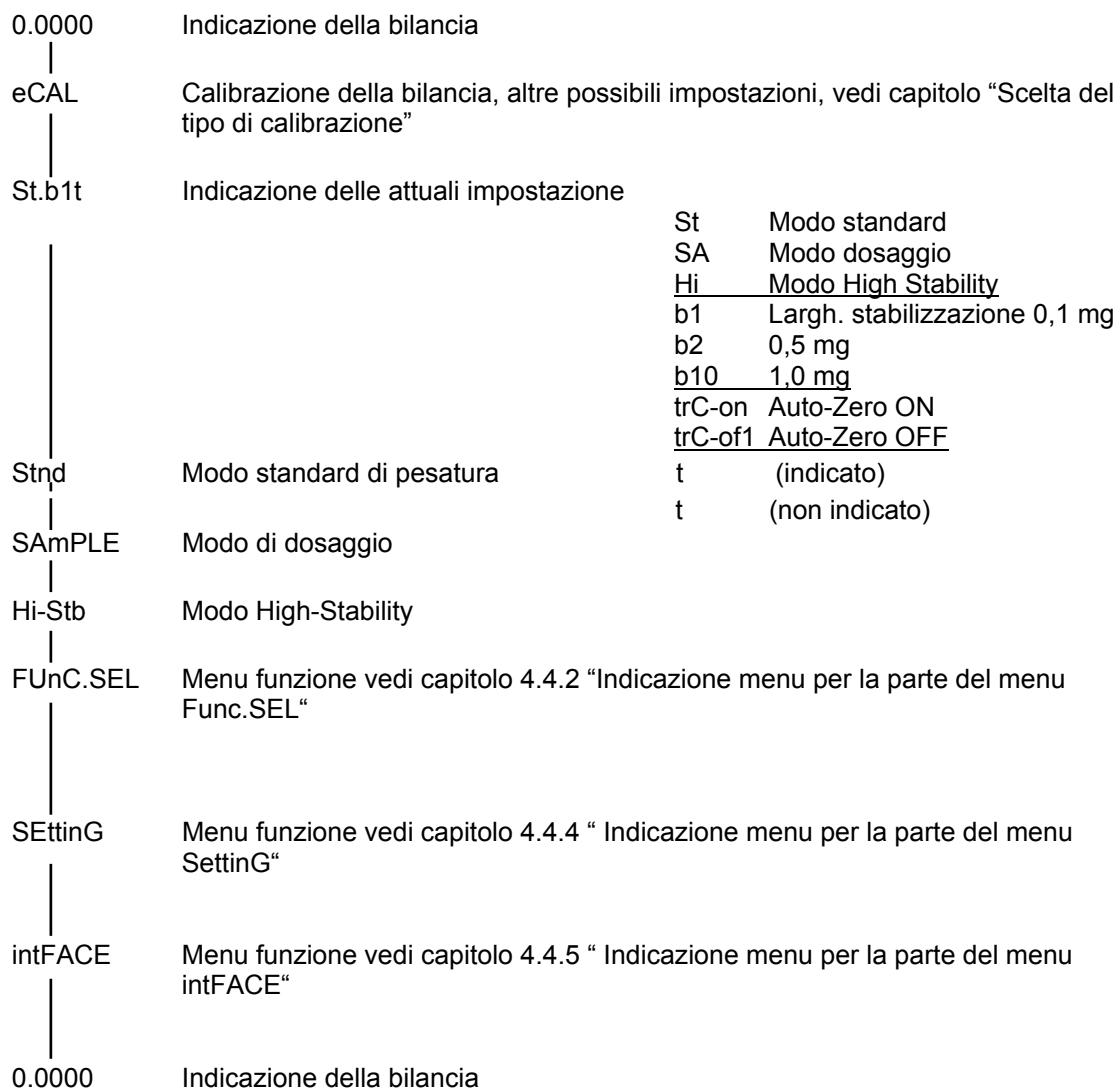 0.0000 Indicazione della bilancia
eCAL Calibrazione della bilancia, altre possibili impostazioni, vedi capitolo “Scelta del
tipo di calibrazione”
St.b1t Indicazione delle attuali impostazione
St Modo standard
SA Modo dosaggio
Hi Modo High Stability
b1 Largh. stabilizzazione 0,1 mg
b2 0,5 mg
b10 1,0 mg
trC-on Auto-Zero ON
trC-of1 Auto-Zero OFF
Stnd Modo standard di pesatura t (indicato)
t (non indicato)
SAmPLE Modo di dosaggio
Hi-Stb Modo High-Stability
FUnC.SEL Menu funzione vedi capitolo 4.4.2 “Indicazione menu per la parte del menu
Func.SEL“
SEttinG Menu funzione vedi capitolo 4.4.4 “ Indicazione menu per la parte del menu
SettinG“
intFACE Menu funzione vedi capitolo 4.4.5 “ Indicazione menu per la parte del menu
intFACE“
0.0000 Indicazione della bilancia